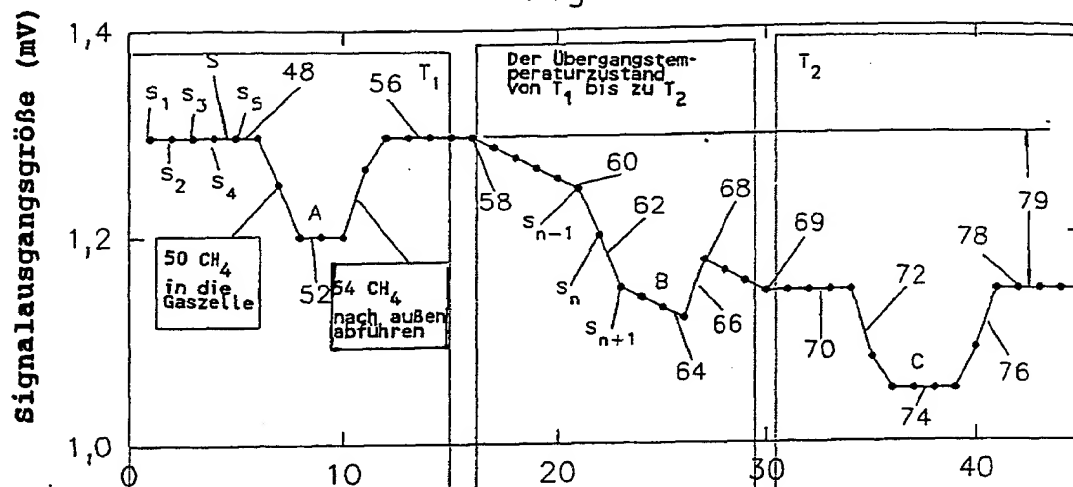 Signalausgangsgröße (mV)
1,4
1,2
1,0
0
10
20
30
40
S
S1
S2
S3
S4
S5
48
A
50 CH4
in die
Gaszelle
52
54 CH4
nach außen
abführen
56
T1
58
Der Übergangstem-
peraturzustand
von T1 bis zu T2
60
Sn-1
62
Sn
Sn+1
B
64
66
68
69
T2
70
72
C
74
76
78
79